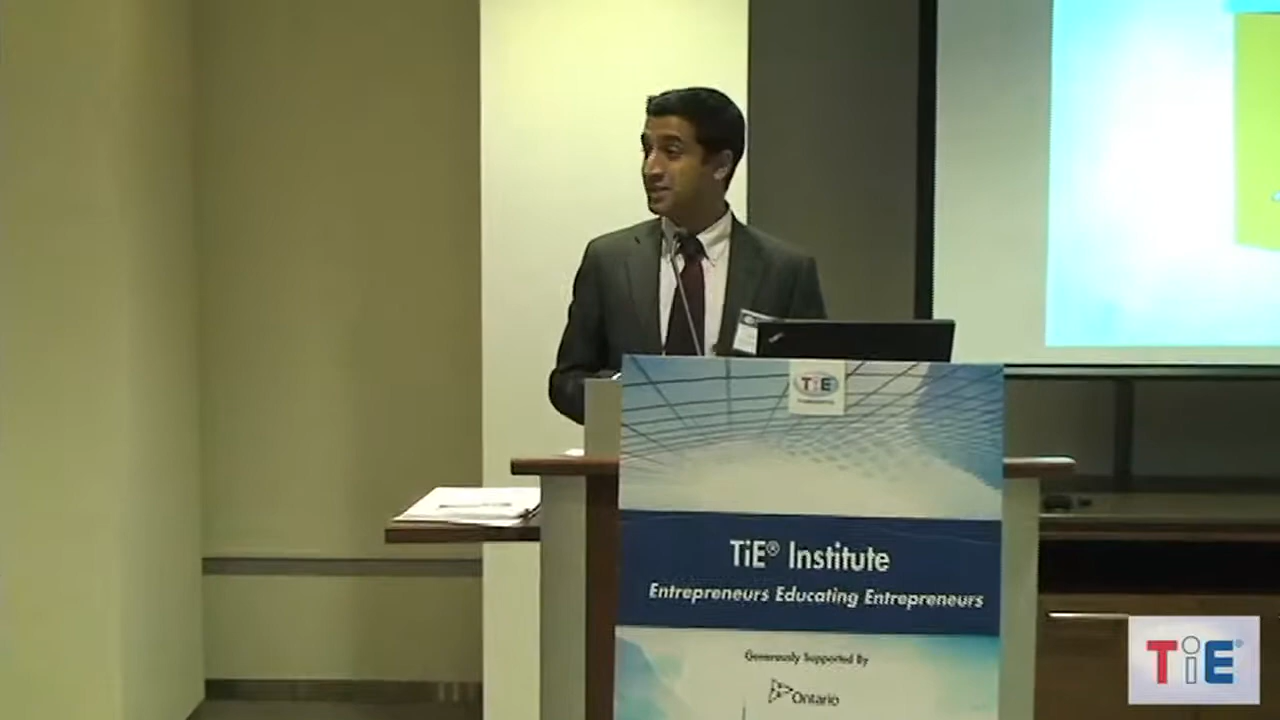 TiE
TiE® Institute
Entrepreneurs Educating Entrepreneurs
Generously Supported By
Ontario
TiE®